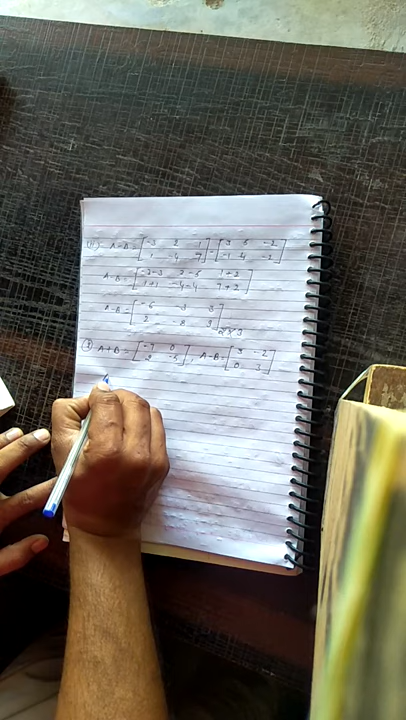 (ii):- A-B = [-3 2 1] - [3 5 -2]
[1 -4 7] [-1 4 -2]
A-B = [-3-3 2-5 1+2]
[1+1 -4-4 7+2]
A-B = [-6 -3 3]
[2 -8 9] 2×3
A+B = [-7 0], A-B = [3 -2]
[2 -5] [0 3]